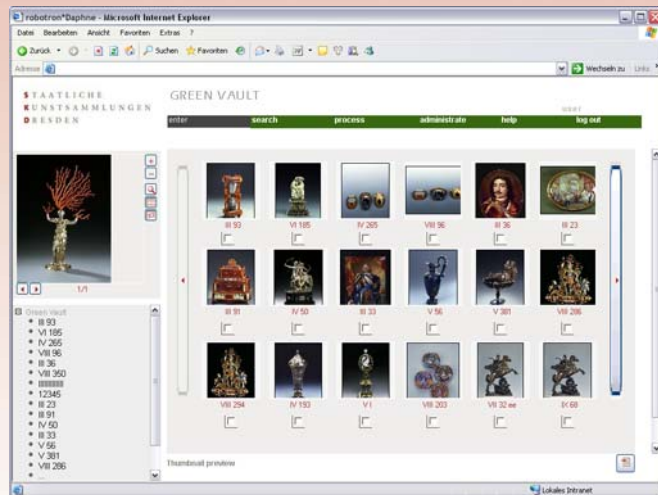 robotron*Daphne - Microsoft Internet Explorer
Datei Bearbeiten Ansicht Favoriten Extras ?
Zurück Suchen Favoriten
Adresse Wechseln zu Links
STAATLICHE
KUNSTSAMMLUNGEN
DRESDEN
GREEN VAULT
enter search process administrate help log out
III 93 VI 185 IV 265 VIII 96 III 36 III 23
1/1
III 91 IV 50 III 33 V 56 V 381 VIII 286
VIII 294 IV 193 V I VIII 203 VII 32 ee IX 68
Green Vault
III 93
VI 185
IV 265
VIII 96
III 36
VIII 350
12345
III 23
III 91
IV 50
III 33
V 56
V 381
VIII 286
...
Thumbnail preview
Lokales Intranet